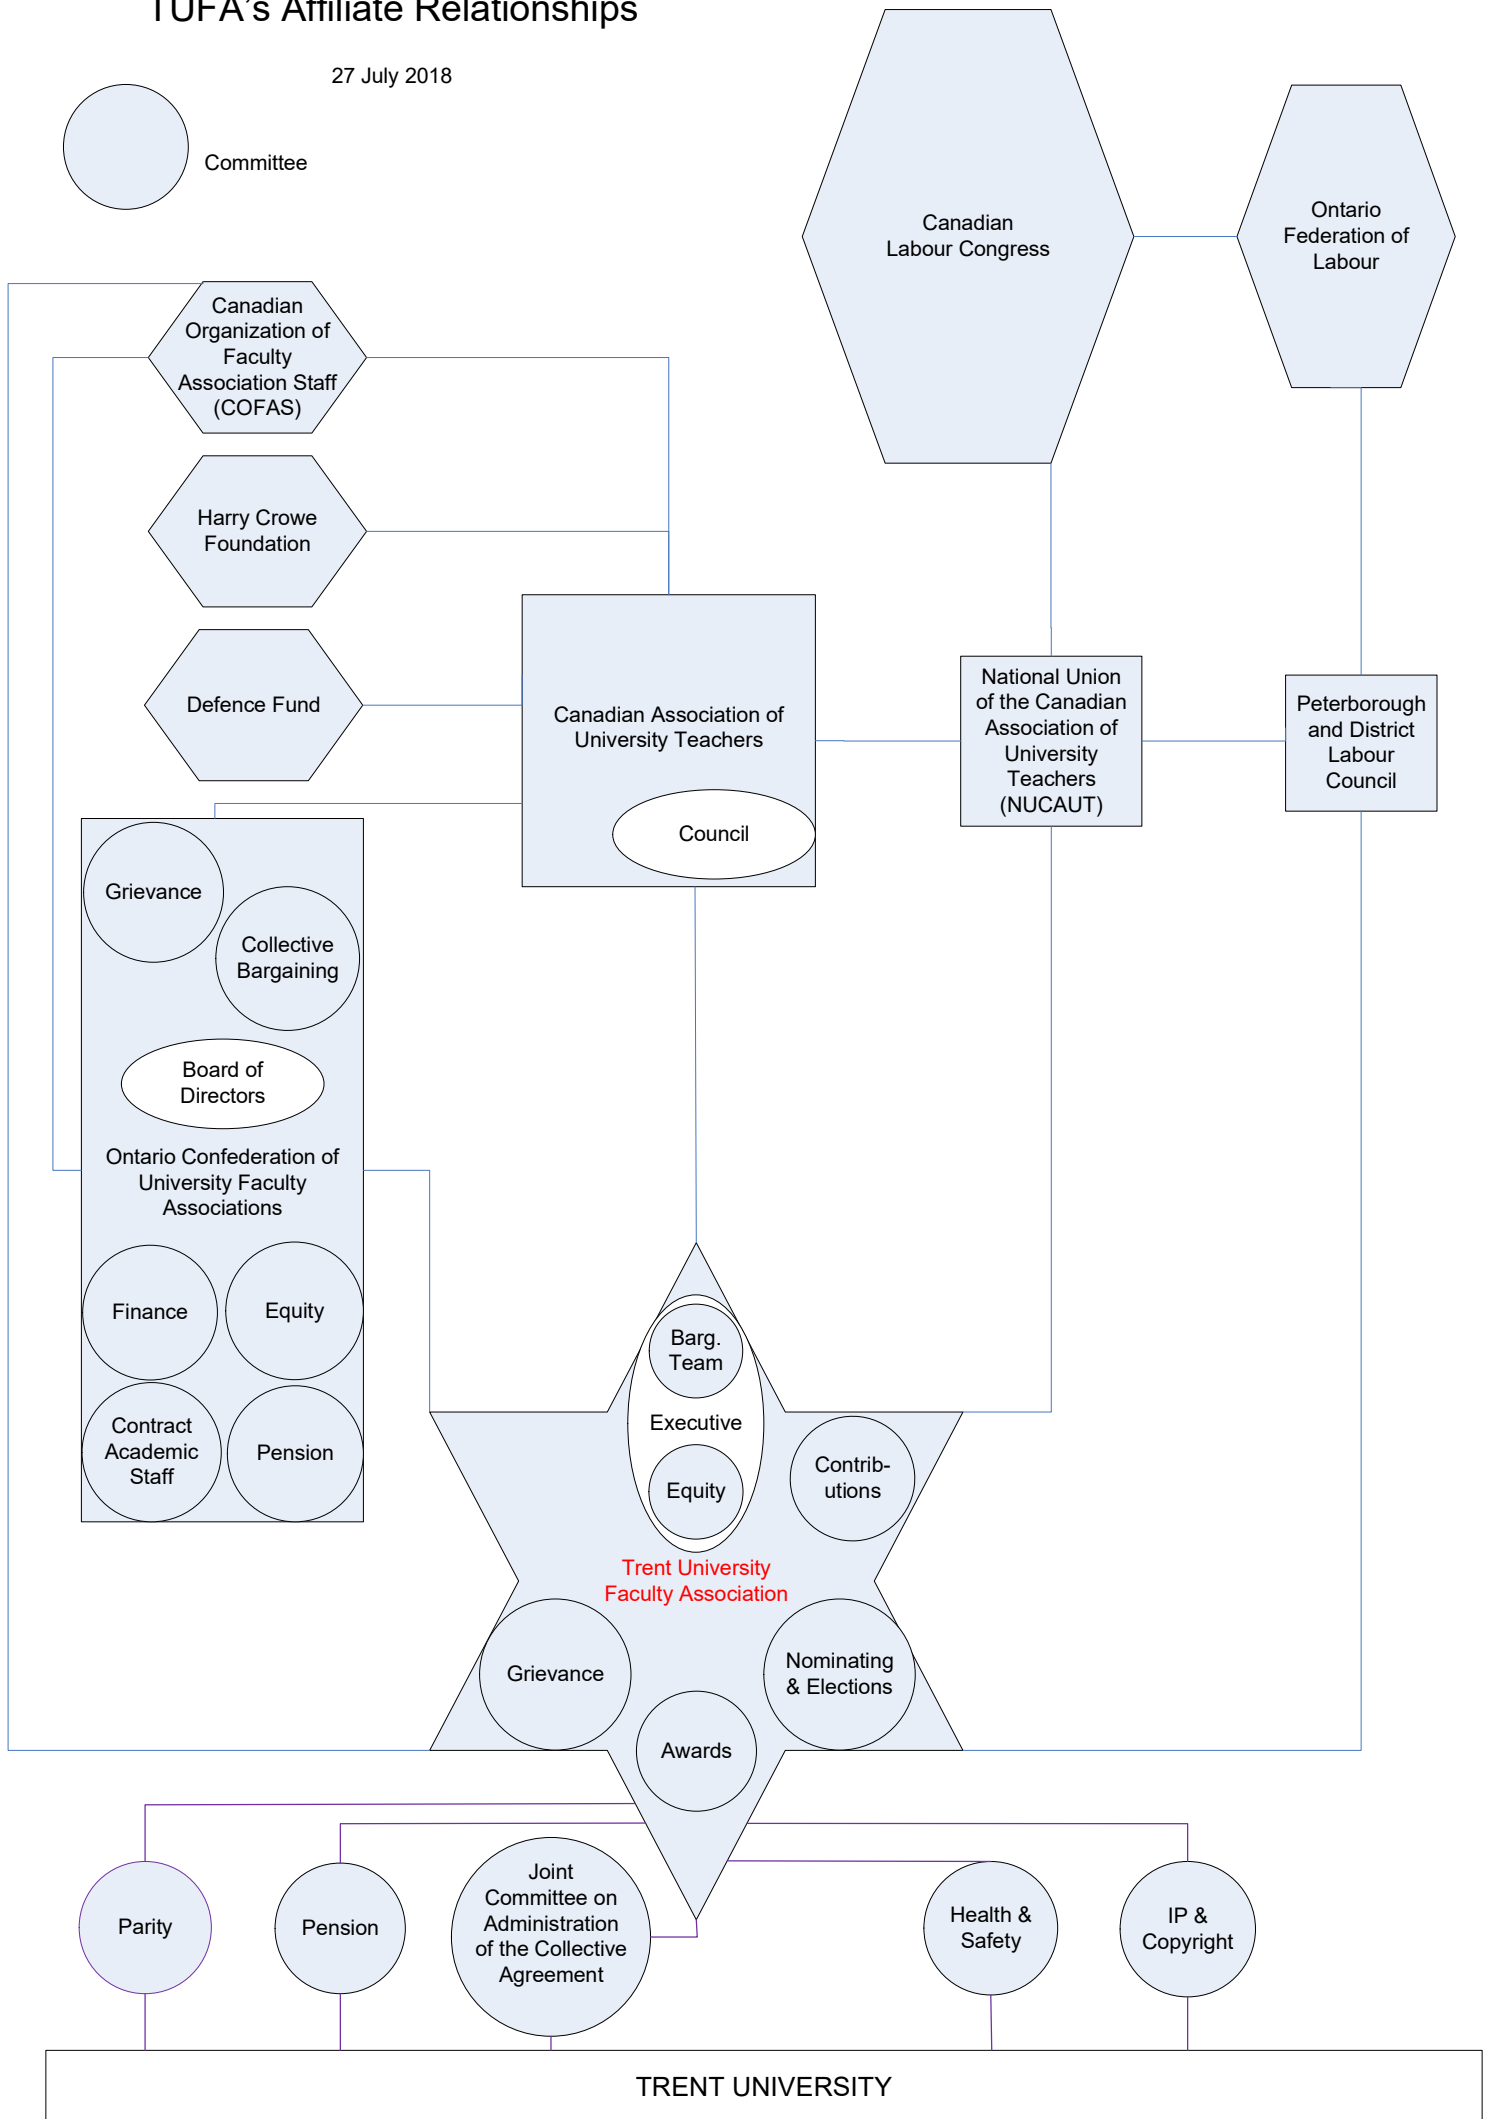 TUFA's Affiliate Relationships
27 July 2018
Committee
Canadian
Labour Congress
Ontario
Federation of
Labour
Canadian
Organization of
Faculty
Association Staff
(COFAS)
Harry Crowe
Foundation
Defence Fund
Canadian Association of
University Teachers
Council
National Union
of the Canadian
Association of
University
Teachers
(NUCAUT)
Peterborough
and District
Labour
Council
Grievance
Collective
Bargaining
Board of
Directors
Ontario Confederation of
University Faculty
Associations
Finance
Equity
Contract
Academic
Staff
Pension
Barg.
Team
Executive
Equity
Contrib-
utions
Trent University
Faculty Association
Grievance
Nominating
& Elections
Awards
Parity
Pension
Joint
Committee on
Administration
of the Collective
Agreement
Health &
Safety
IP &
Copyright
TRENT UNIVERSITY